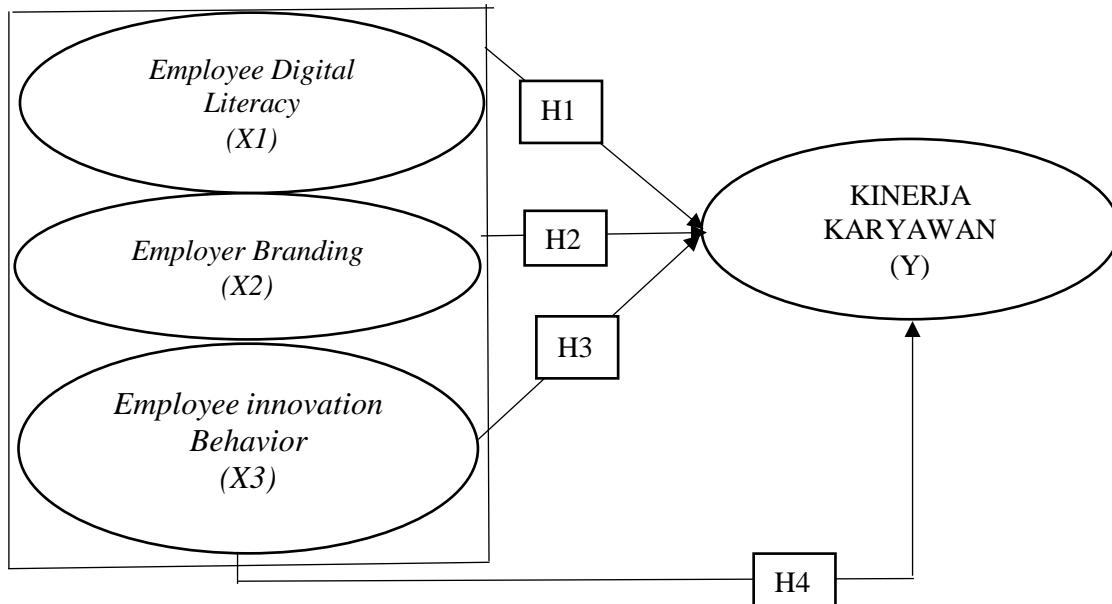 Employee Digital
Literacy
(X1)
H1
KINERJA
KARYAWAN
(Y)
Employer Branding
(X2)
H2
H3
Employee innovation
Behavior
(X3)
H4